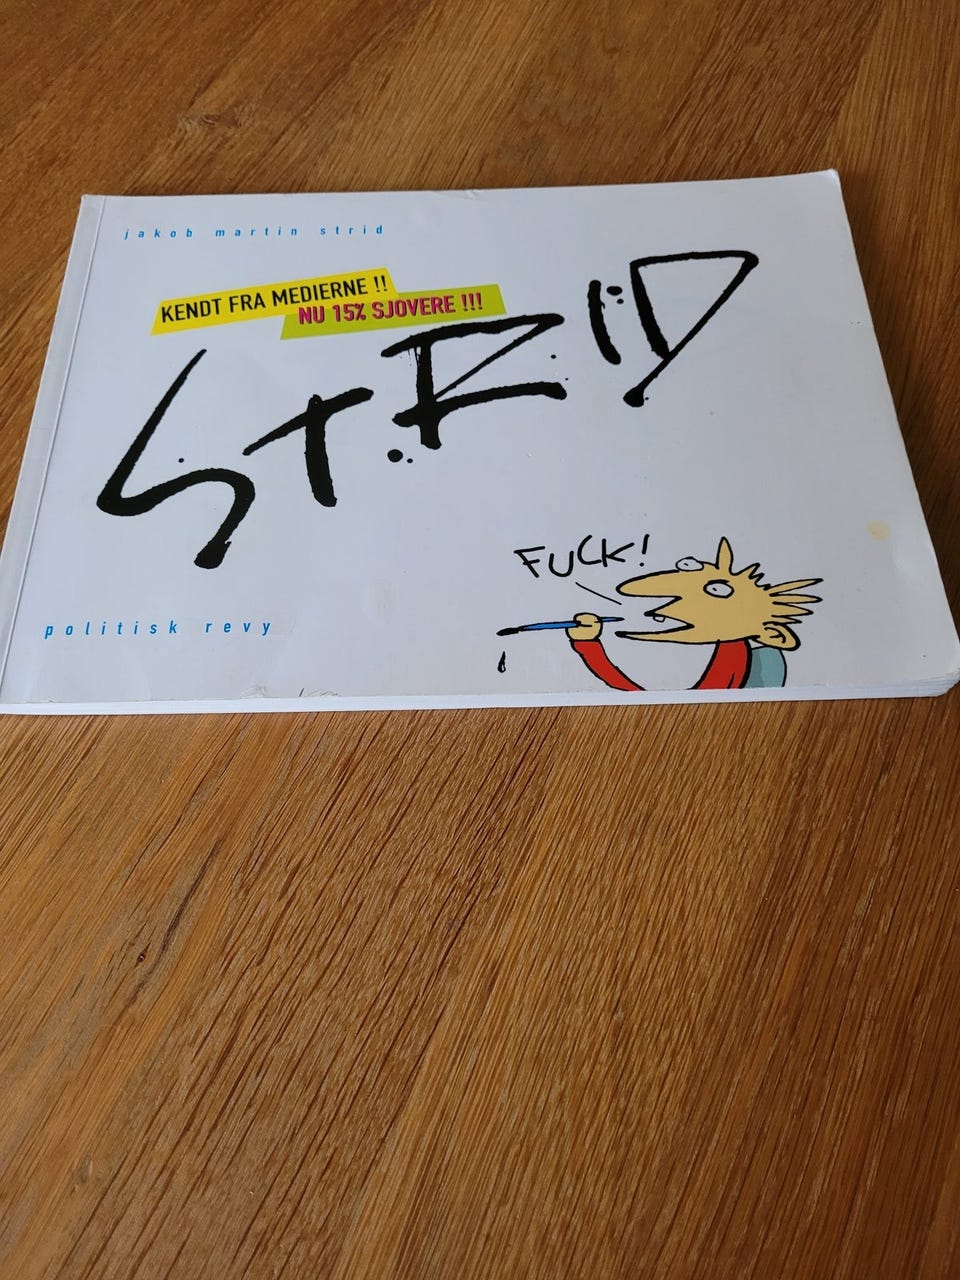 jakob martin strid
KENDT FRA MEDIERNE !!
NU 15% SJOVERE !!!
STRID
FUCK!
politisk revy